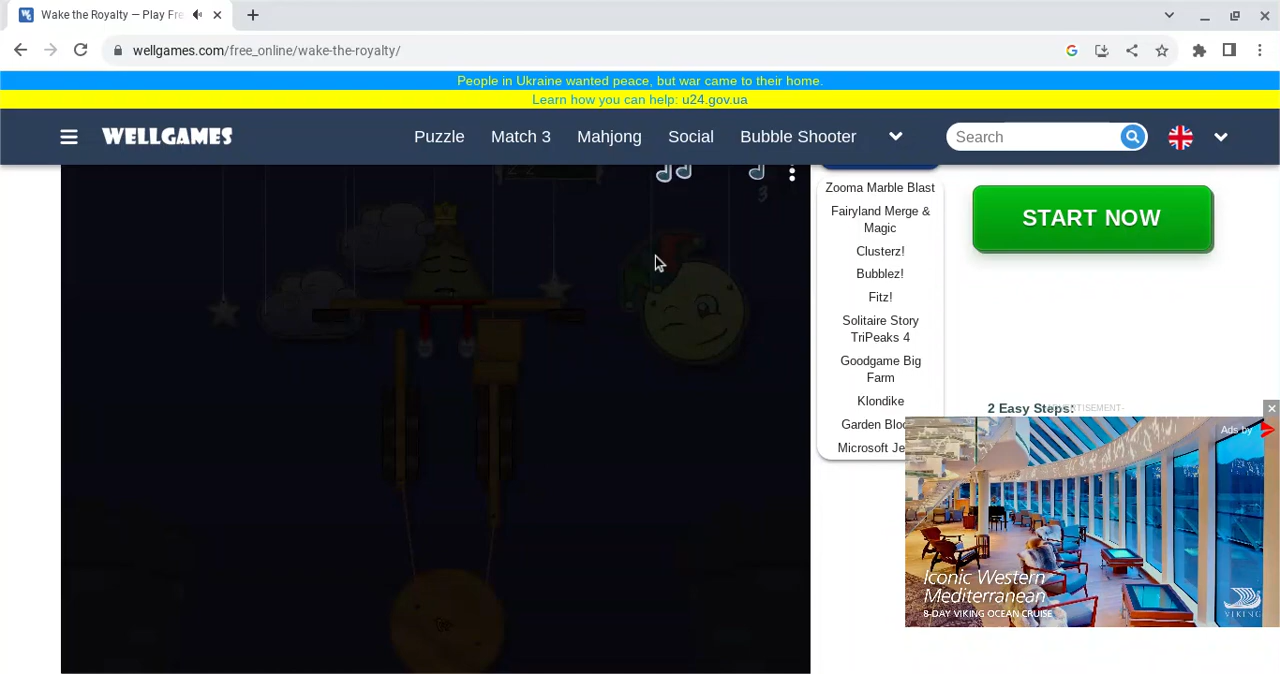 Wake the Royalty — Play Fre
wellgames.com/free_online/wake-the-royalty/
People in Ukraine wanted peace, but war came to their home.
Learn how you can help: u24.gov.ua
WELLGAMES
Puzzle
Match 3
Mahjong
Social
Bubble Shooter
Search
3
Zooma Marble Blast
Fairyland Merge &
Magic
Clusterz!
Bubblez!
Fitz!
Solitaire Story
TriPeaks 4
Goodgame Big
Farm
Klondike
Garden Bloo
Microsoft Je
START NOW
2 Easy Steps:
Ads by
Iconic Western
Mediterranean
8-DAY VIKING OCEAN CRUISE
VIKING